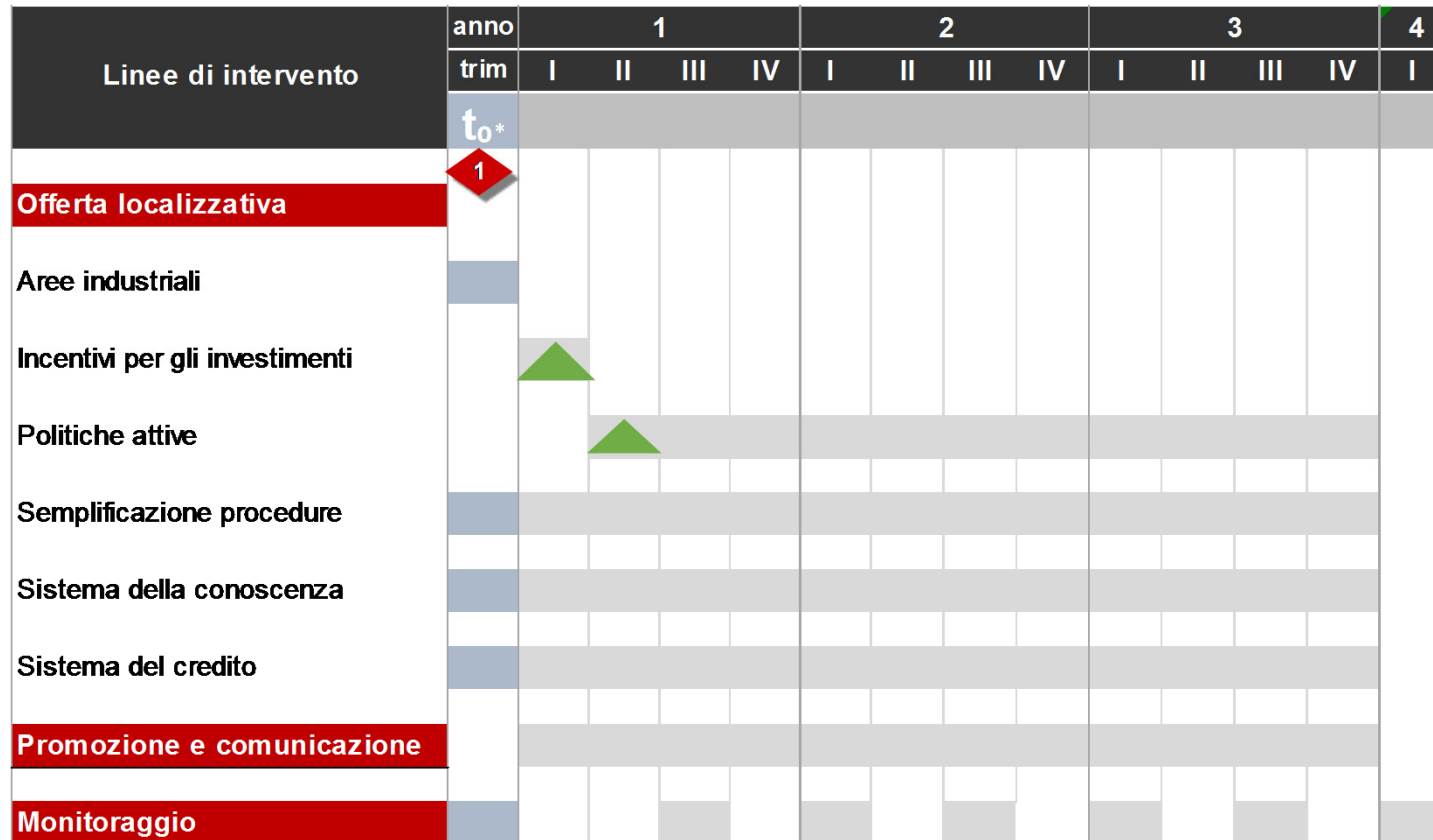 Linee di intervento
anno 1 2 3 4
trim I II III IV I II III IV I II III IV I
t0*
1
Offerta localizzativa
Aree industriali
Incentivi per gli investimenti
Politiche attive
Semplificazione procedure
Sistema della conoscenza
Sistema del credito
Promozione e comunicazione
Monitoraggio